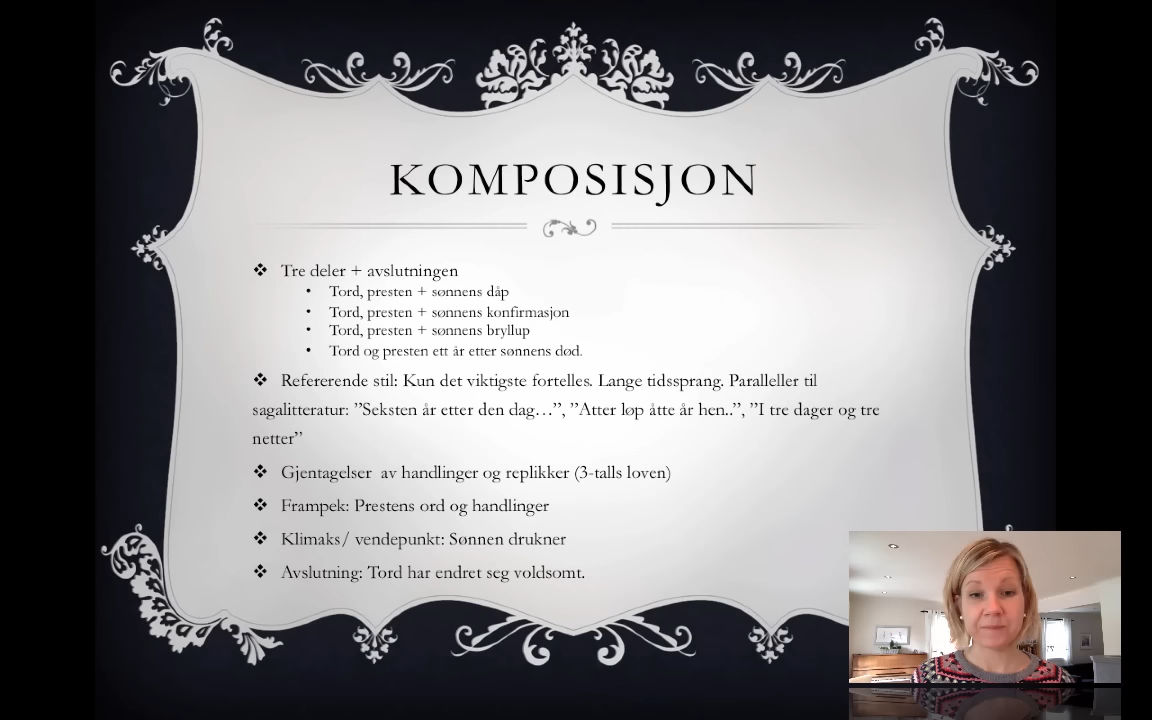 KOMPOSISJON
❖ Tre deler + avslutningen
• Tord, presten + sønnens dåp
• Tord, presten + sønnens konfirmasjon
• Tord, presten + sønnens bryllup
• Tord og presten ett år etter sønnens død.
❖ Refererende stil: Kun det viktigste fortelles. Lange tidssprang. Paralleller til
sagalitteratur: ”Seksten år etter den dag…”, ”Atter løp åtte år hen..”, ”I tre dager og tre
netter”
❖ Gjentagelser av handlinger og replikker (3-talls loven)
❖ Frampek: Prestens ord og handlinger
❖ Klimaks/ vendepunkt: Sønnen drukner
❖ Avslutning: Tord har endret seg voldsomt.